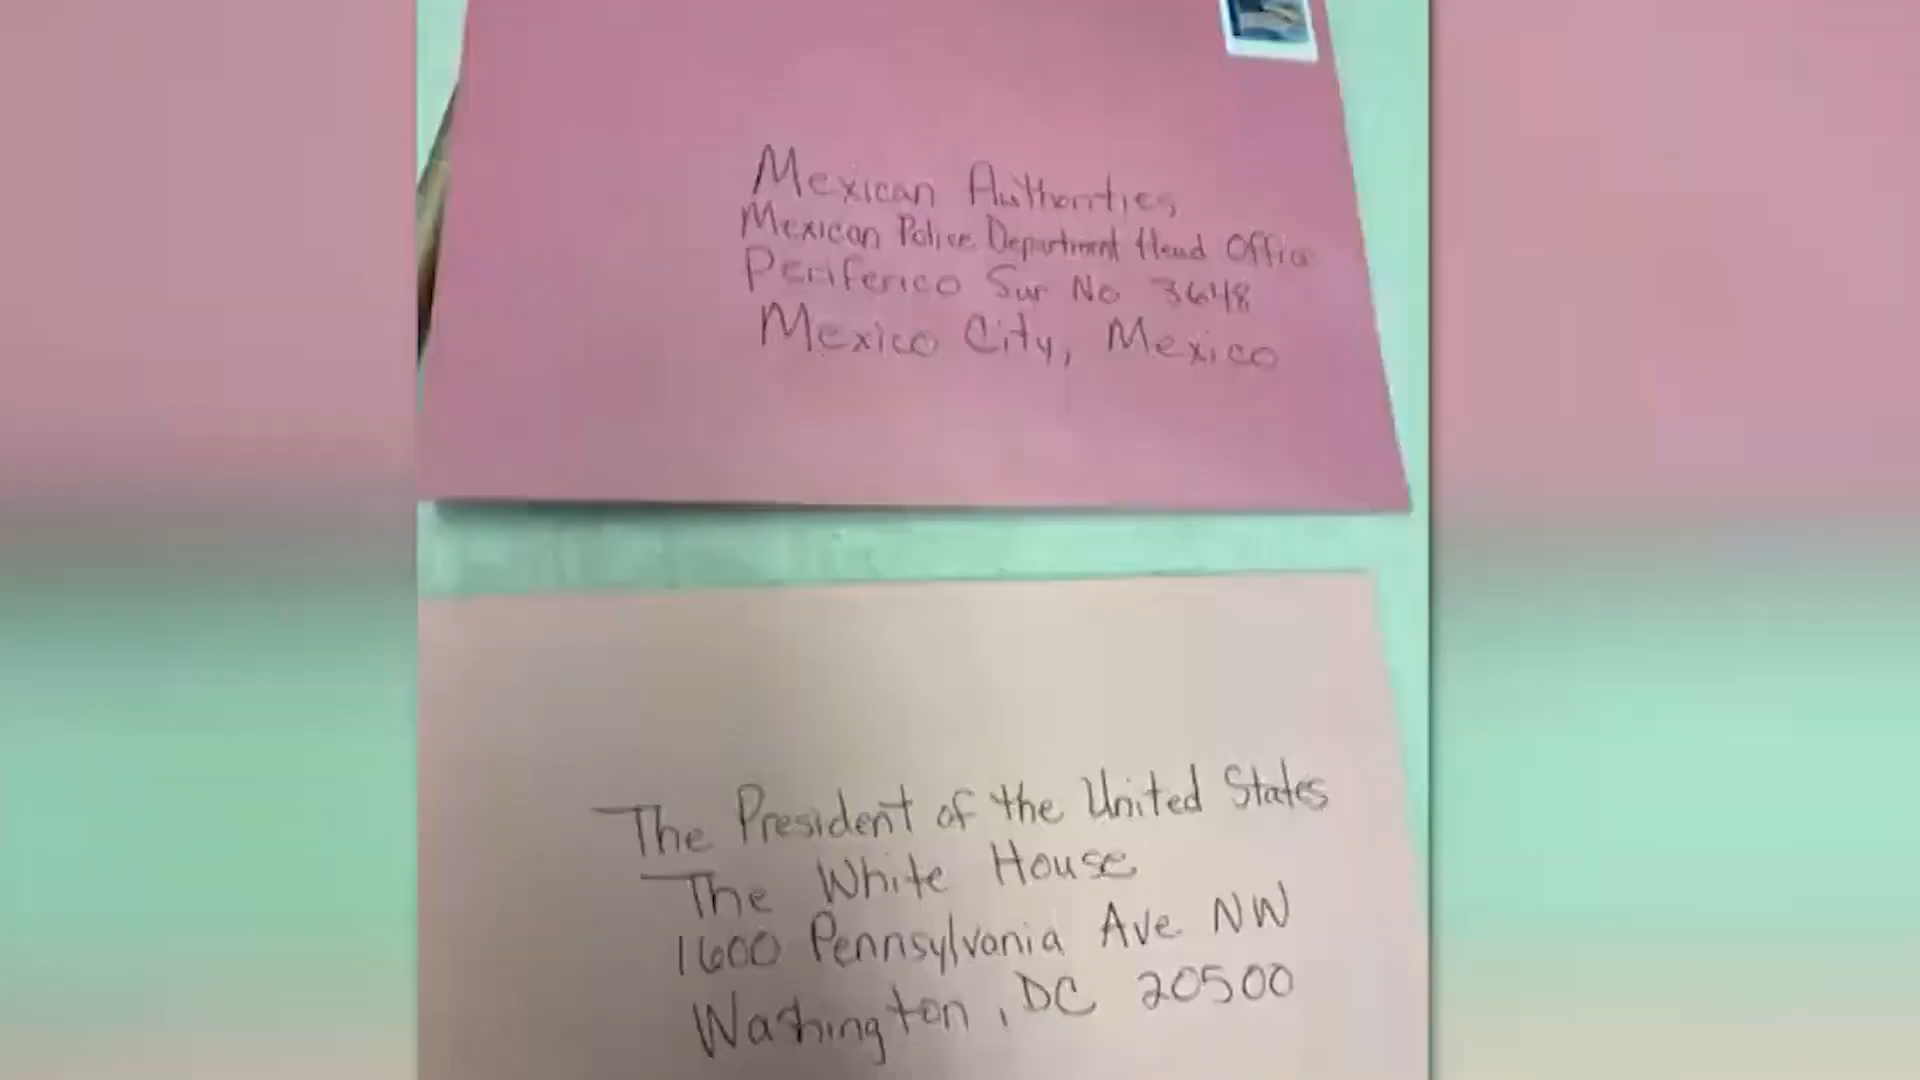 Mexican Authorities
Mexican Police Department Head Office
Periferico Sur No 3648
Mexico City, Mexico
The President of the United States
The White House
1600 Pennsylvania Ave NW
Washington, DC 20500